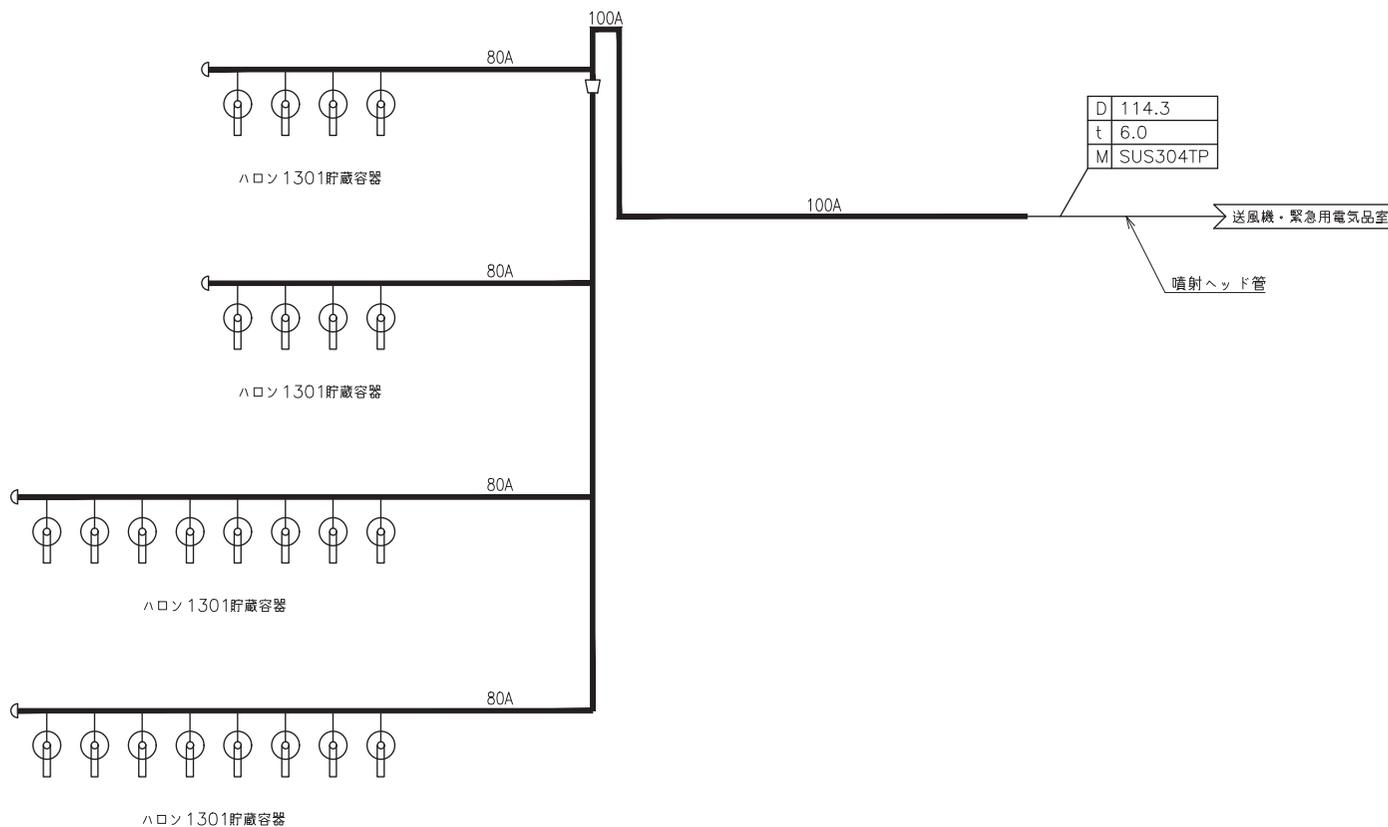 100A
80A
ハロン1301貯蔵容器
D 114.3
t 6.0
M SUS304TP
100A
送風機・緊急用電気品室
噴射ヘッド管
80A
ハロン1301貯蔵容器
80A
ハロン1301貯蔵容器
80A
ハロン1301貯蔵容器